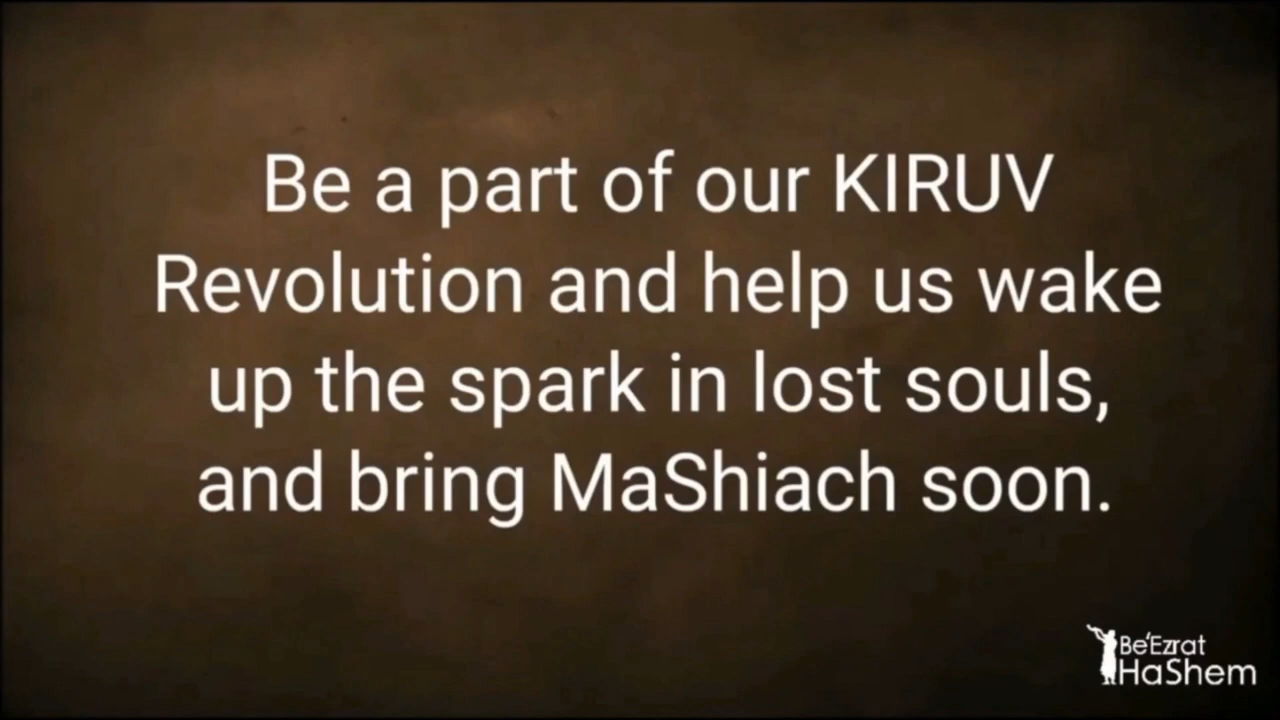 Be a part of our KIRUV
Revolution and help us wake
up the spark in lost souls,
and bring MaShiach soon.
Be'Ezrat
HaShem